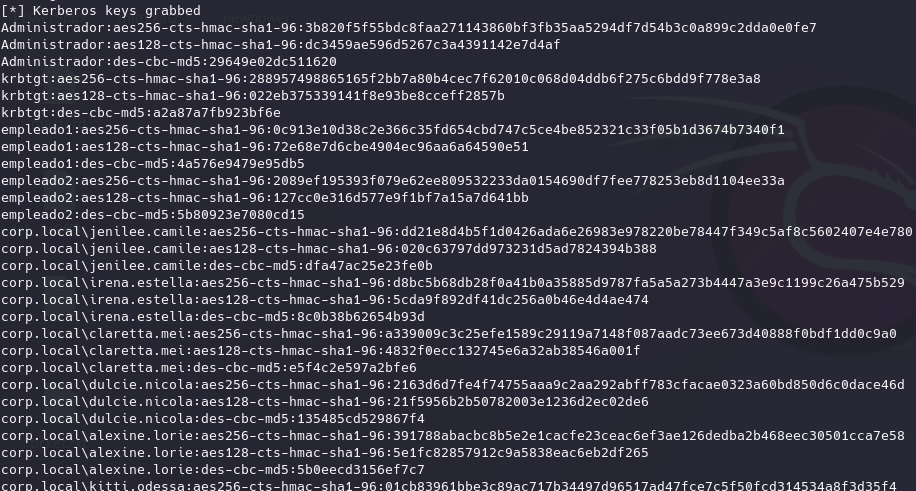 [*] Kerberos keys grabbed
Administrador:aes256-cts-hmac-sha1-96:3b820f5f55bdc8faa271143860bf3fb35aa5294df7d54b3c0a899c2dda0e0fe7
Administrador:aes128-cts-hmac-sha1-96:dc3459ae596d5267c3a4391142e7d4af
Administrador:des-cbc-md5:29649e02dc511620
krbtgt:aes256-cts-hmac-sha1-96:288957498865165f2bb7a80b4cec7f62010c068d04ddb6f275c6bdd9f778e3a8
krbtgt:aes128-cts-hmac-sha1-96:022eb375339141f8e93be8cceff2857b
krbtgt:des-cbc-md5:a2a87a7fb923bf6e
empleado1:aes256-cts-hmac-sha1-96:0c913e10d38c2e366c35fd654cbd747c5ce4be852321c33f05b1d3674b7340f1
empleado1:aes128-cts-hmac-sha1-96:72e68e7d6cbe4904ec96aa6a64590e51
empleado1:des-cbc-md5:4a576e9479e95db5
empleado2:aes256-cts-hmac-sha1-96:2089ef195393f079e62ee809532233da0154690df7fee778253eb8d1104ee33a
empleado2:aes128-cts-hmac-sha1-96:127cc0e316d577e9f1bf7a15a7d641bb
empleado2:des-cbc-md5:5b80923e7080cd15
corp.local\jenilee.camile:aes256-cts-hmac-sha1-96:dd21e8d4b5f1d0426ada6e26983e978220be78447f349c5af8c5602407e4e780
corp.local\jenilee.camile:aes128-cts-hmac-sha1-96:020c63797dd973231d5ad7824394b388
corp.local\jenilee.camile:des-cbc-md5:dfa47ac25e23fe0b
corp.local\irena.estella:aes256-cts-hmac-sha1-96:d8bc5b68db28f0a41b0a35885d9787fa5a5a273b4447a3e9c1199c26a475b529
corp.local\irena.estella:aes128-cts-hmac-sha1-96:5cda9f892df41dc256a0b46e4d4ae474
corp.local\irena.estella:des-cbc-md5:8c0b38b62654b93d
corp.local\claretta.mei:aes256-cts-hmac-sha1-96:a339009c3c25efe1589c29119a7148f087aadc73ee673d40888f0bdf1dd0c9a0
corp.local\claretta.mei:aes128-cts-hmac-sha1-96:4832f0ecc132745e6a32ab38546a001f
corp.local\claretta.mei:des-cbc-md5:e5f4c2e597a2bfe6
corp.local\dulcie.nicola:aes256-cts-hmac-sha1-96:2163d6d7fe4f74755aaa9c2aa292abff783cfacae0323a60bd850d6c0dace46d
corp.local\dulcie.nicola:aes128-cts-hmac-sha1-96:21f5956b2b50782003e1236d2ec02de6
corp.local\dulcie.nicola:des-cbc-md5:135485cd529867f4
corp.local\alexine.lorie:aes256-cts-hmac-sha1-96:391788abacbc8b5e2e1cacfe23ceac6ef3ae126dedba2b468eec30501cca7e58
corp.local\alexine.lorie:aes128-cts-hmac-sha1-96:5e1fc82857912c9a5838eac6eb2df265
corp.local\alexine.lorie:des-cbc-md5:5b0eecd3156ef7c7
corp.local\kitti.odessa:aes256-cts-hmac-sha1-96:01cb83961bbe3c89ac717b34497d96517ad47fce7c5f50fcd314534a8f3d35f4